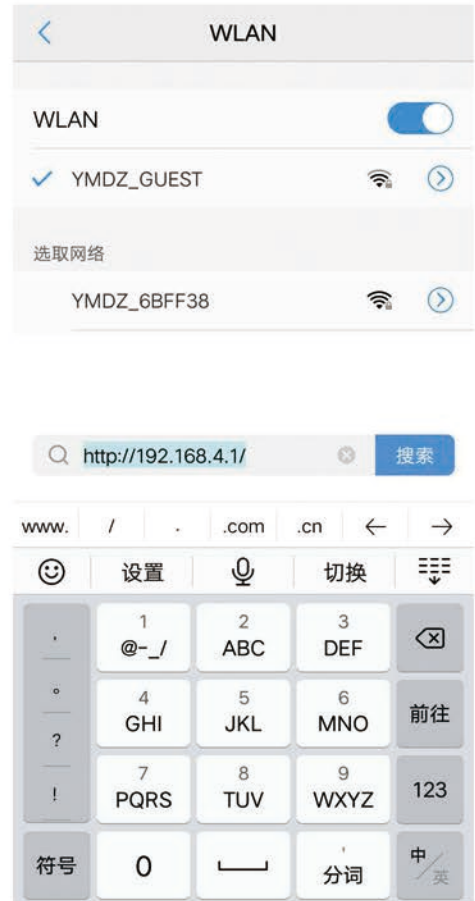 WLAN
WLAN
YMDZ_GUEST
选取网络
YMDZ_6BFF38
http://192.168.4.1/ 搜索
www. / . .com .cn ← →
设置 切换
, 1 2 3
@-_/ ABC DEF
。 4 5 6 前往
GHI JKL MNO
? 7 8 9 123
! PQRS TUV WXYZ
符号 0 ' 分词 中/英